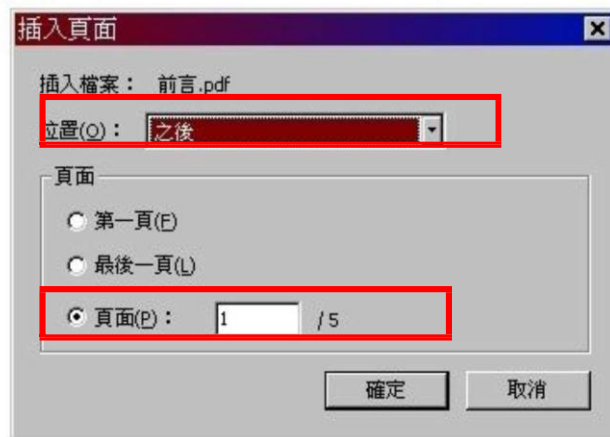 插入頁面
插入檔案： 前言.pdf
位置(O)： 之後
頁面
第一頁(F)
最後一頁(L)
頁面(P)： 1 / 5
確定 取消